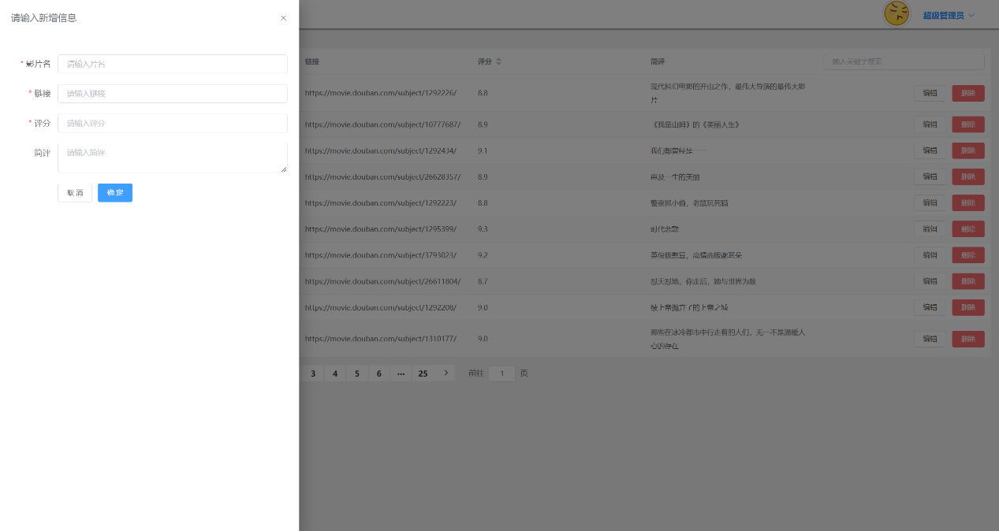 请输入新增信息
超级管理员
* 影片名 请输入片名
* 链接 请输入链接
* 评分 请输入评分
简评 请输入简评
取 消 确 定
链接 评分 简评 输入关键字搜索
https://movie.douban.com/subject/1292226/ 8.8 现代科幻电影的开山之作，最伟大导演的最伟大影
片 编辑 删除
https://movie.douban.com/subject/10777687/ 8.9 《我是山姆》的《美丽人生》 编辑 删除
https://movie.douban.com/subject/1292434/ 9.1 我们都曾经是一一 编辑 删除
https://movie.douban.com/subject/26628357/ 8.9 惠及一生的美丽 编辑 删除
https://movie.douban.com/subject/1292223/ 8.8 警察抓小偷，老鼠玩死猫 编辑 删除
https://movie.douban.com/subject/1295399/ 9.3 时代悲歌 编辑 删除
https://movie.douban.com/subject/3793023/ 9.2 英俊版憨豆，高情商版谢耳朵 编辑 删除
https://movie.douban.com/subject/26611804/ 8.7 怼天怼地，你走后，她与世界为敌 编辑 删除
https://movie.douban.com/subject/1292208/ 9.0 被上帝抛弃了的上帝之城 编辑 删除
https://movie.douban.com/subject/1310177/ 9.0 那些在冰冷都市中行走着的人们，无一不是温暖人
心的存在 编辑 删除
3 4 5 6 ··· 25 前往 1 页